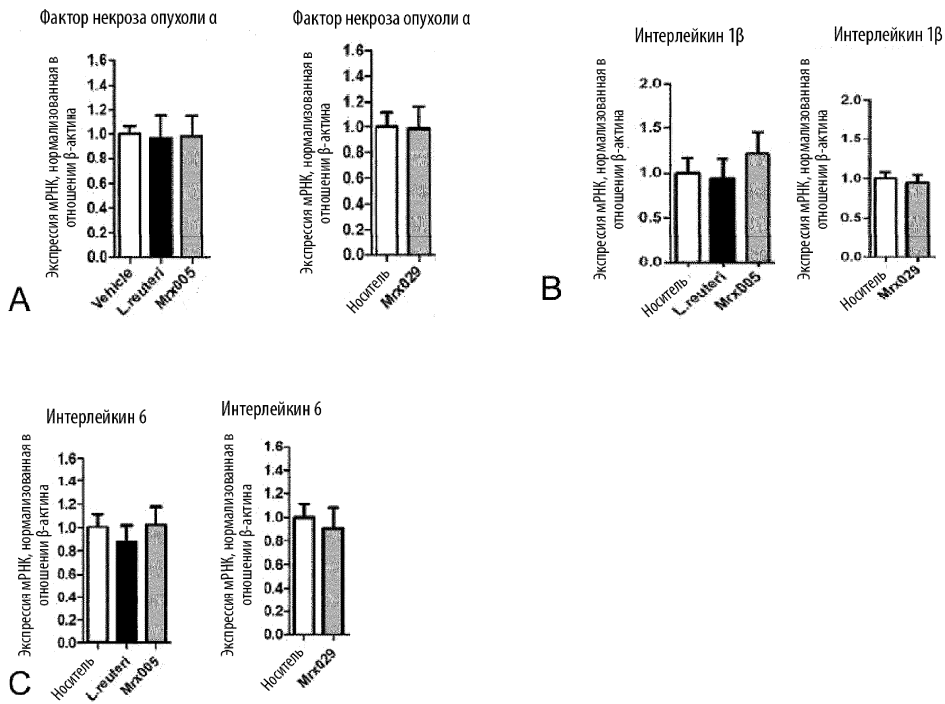 Фактор некроза опухоли α
Экспрессия мРНК, нормализованная в
отношении β-актина
1.6
1.4
1.2
1.0
0.8
0.6
0.4
0.2
0.0
Vehicle
L.reuteri
Mrx005
A
Фактор некроза опухоли α
Экспрессия мРНК, нормализованная в
отношении β-актина
1.6
1.4
1.2
1.0
0.8
0.6
0.4
0.2
0.0
Носитель
Mrx029
Интерлейкин 1β
Экспрессия мРНК, нормализованная в
отношении β-актина
2.0
1.5
1.0
0.5
0.0
Носитель
L.reuteri
Mrx005
B
Интерлейкин 1β
Экспрессия мРНК, нормализованная в
отношении β-актина
2.0
1.5
1.0
0.5
0.0
Носитель
Mrx029
Интерлейкин 6
Экспрессия мРНК, нормализованная в
отношении β-актина
1.6
1.4
1.2
1.0
0.8
0.6
0.4
0.2
0.0
Носитель
L.reuteri
Mrx005
C
Интерлейкин 6
Экспрессия мРНК, нормализованная в
отношении β-актина
1.6
1.4
1.2
1.0
0.8
0.6
0.4
0.2
0.0
Носитель
Mrx029